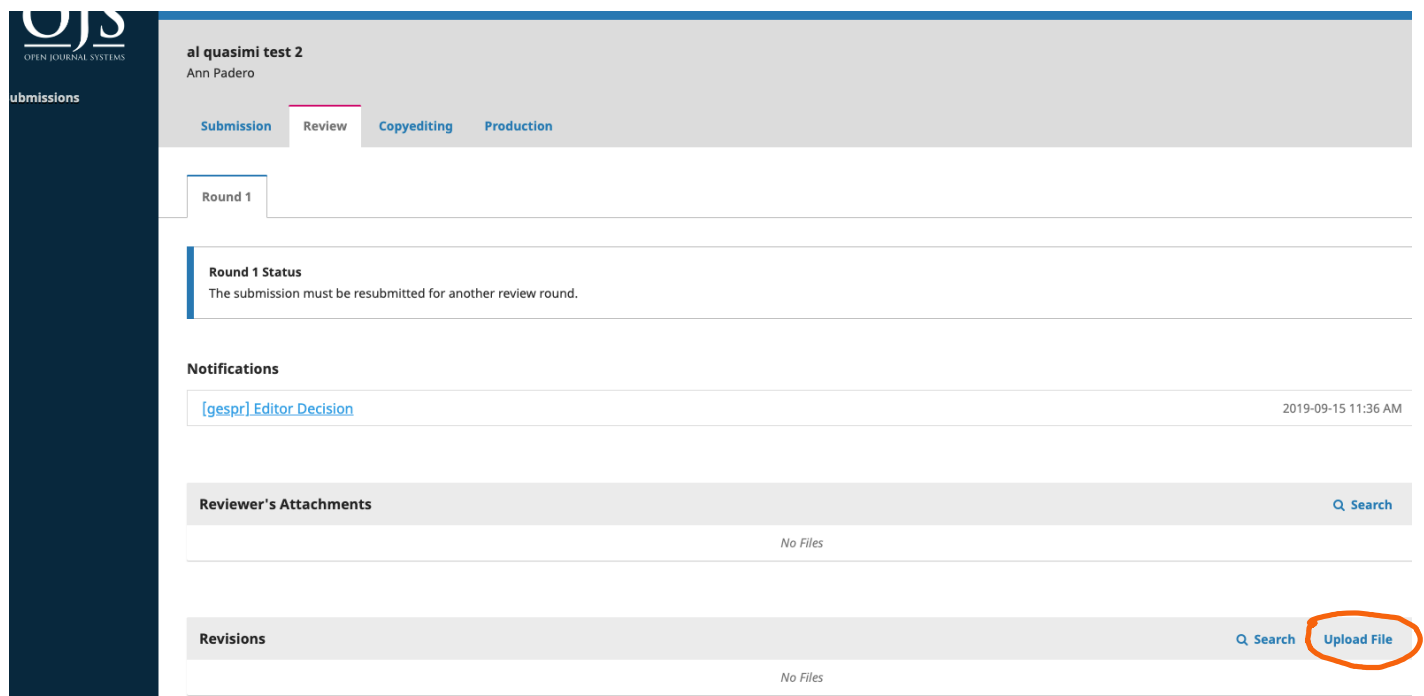 OJS
OPEN JOURNAL SYSTEMS
ubmissions
al quasimi test 2
Ann Padero
Submission Review Copyediting Production
Round 1
Round 1 Status
The submission must be resubmitted for another review round.
Notifications
[gespr] Editor Decision 2019-09-15 11:36 AM
Reviewer's Attachments Search
No Files
Revisions Search Upload File
No Files